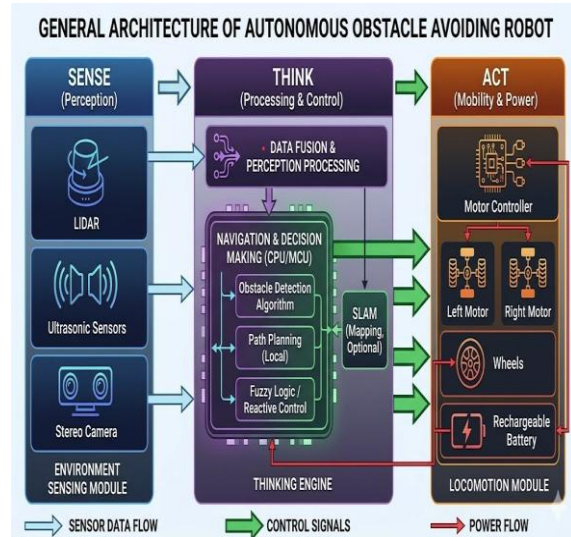 GENERAL ARCHITECTURE OF AUTONOMOUS OBSTACLE AVOIDING ROBOT
SENSE
(Perception)
LIDAR
Ultrasonic Sensors
Stereo Camera
ENVIRONMENT
SENSING MODULE
THINK
(Processing & Control)
DATA FUSION &
PERCEPTION PROCESSING
NAVIGATION & DECISION
MAKING (CPU/MCU)
Obstacle Detection
Algorithm
Path Planning
(Local)
Fuzzy Logic /
Reactive Control
SLAM
(Mapping,
Optional)
THINKING ENGINE
ACT
(Mobility & Power)
Motor Controller
Left Motor
Right Motor
Wheels
Rechargeable
Battery
LOCOMOTION MODULE
SENSOR DATA FLOW
CONTROL SIGNALS
POWER FLOW